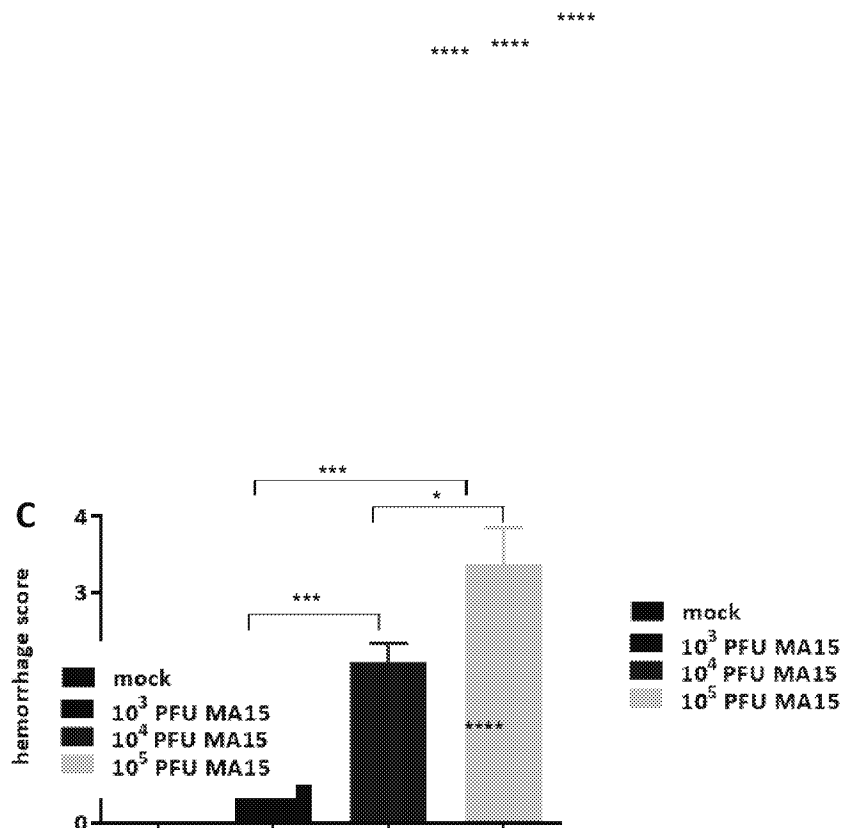 ****
**** ****
***
C
4
*
hemorrhage score
3
***
mock
10³ PFU MA15
10⁴ PFU MA15
10⁵ PFU MA15
****
0
mock
10³ PFU MA15
10⁴ PFU MA15
10⁵ PFU MA15